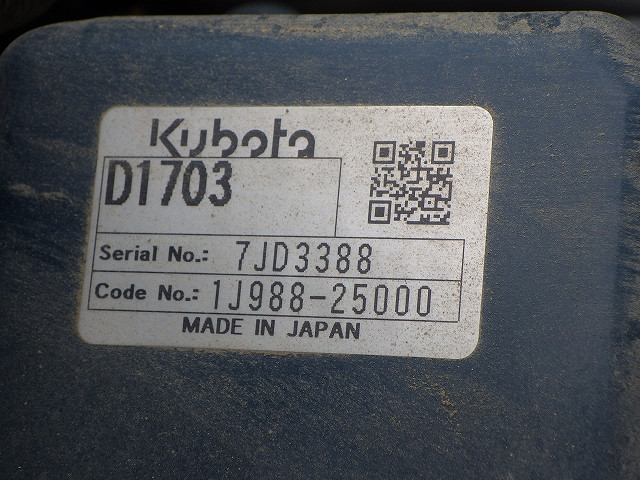 Kubota
D1703
Serial No.: 7JD3388
Code No.: 1J988-25000
MADE IN JAPAN